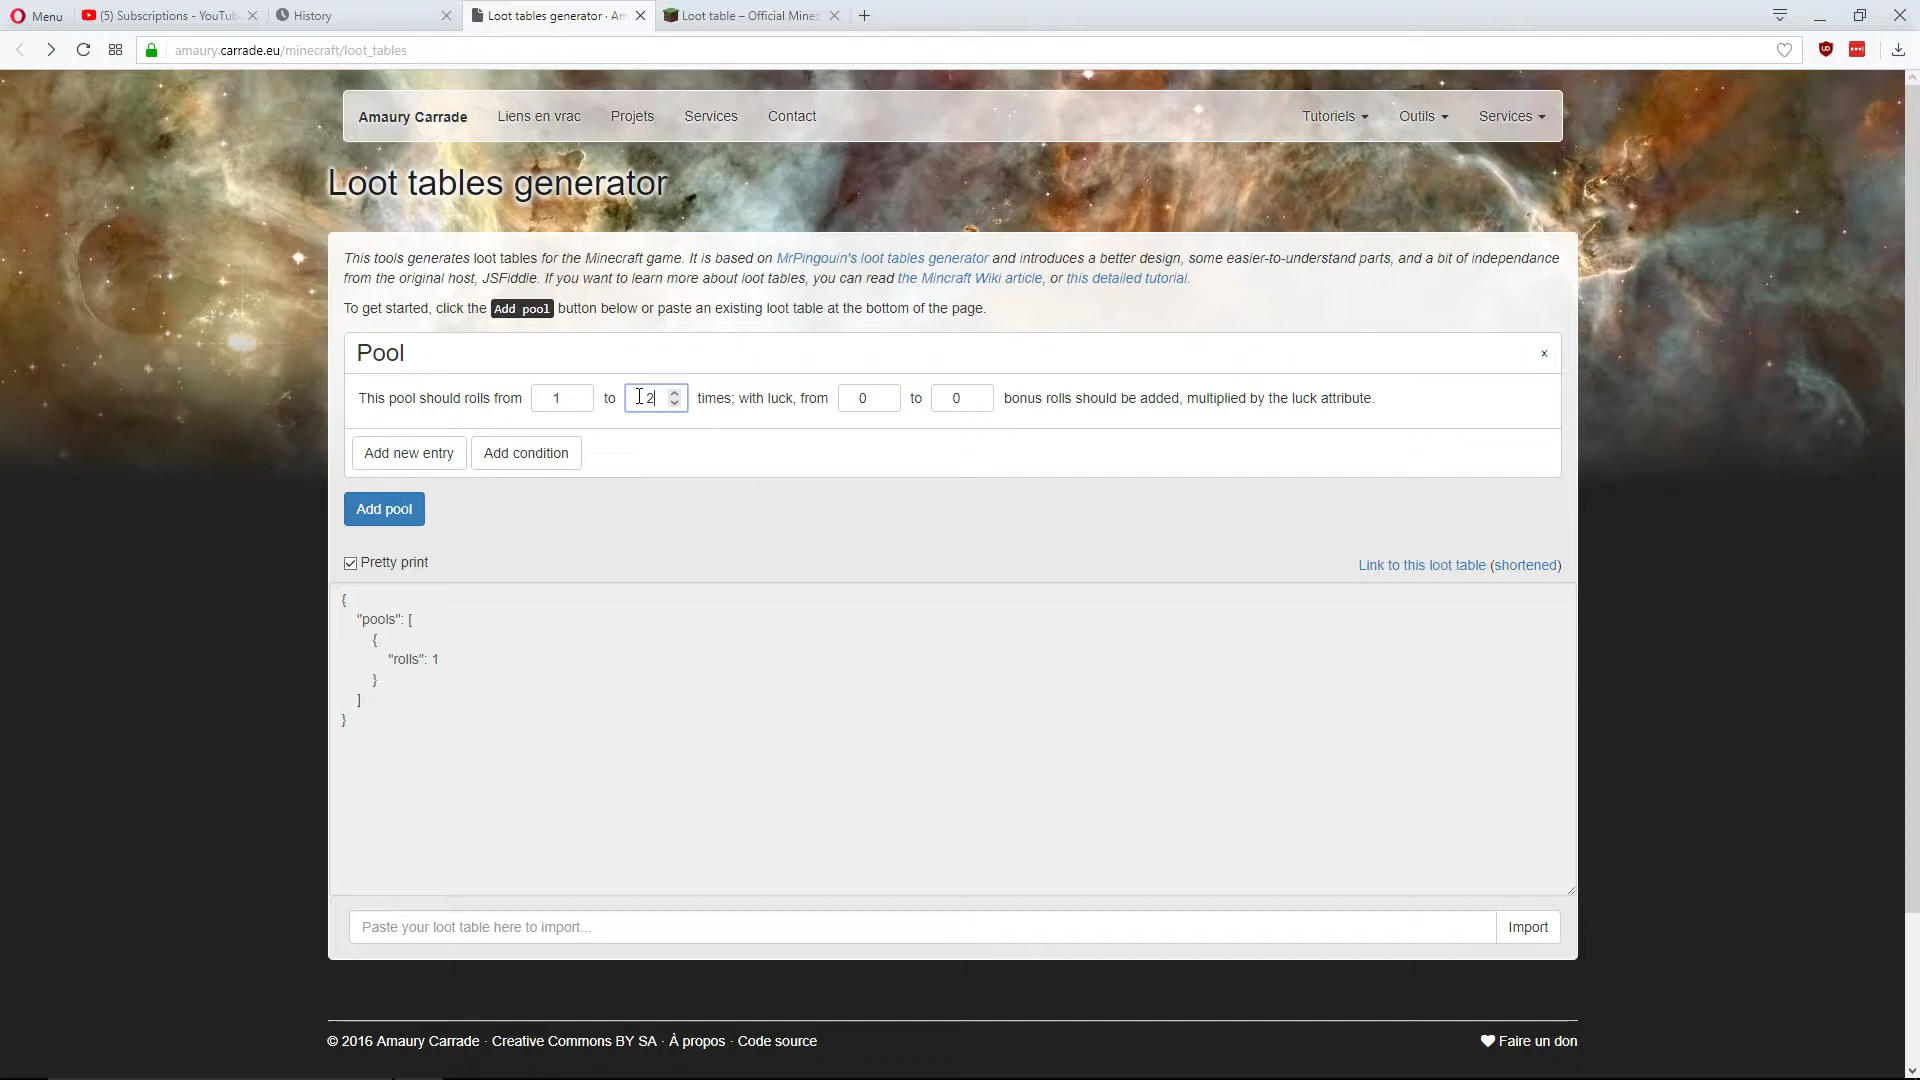 Menu
(5) Subscriptions - YouTub
History
Loot tables generator · Am
Loot table – Official Minec
amaury.carrade.eu/minecraft/loot_tables
Amaury Carrade Liens en vrac Projets Services Contact Tutoriels Outils Services
Loot tables generator
This tools generates loot tables for the Minecraft game. It is based on MrPingouin's loot tables generator and introduces a better design, some easier-to-understand parts, and a bit of independance
from the original host, JSFiddle. If you want to learn more about loot tables, you can read the Mincraft Wiki article, or this detailed tutorial.
To get started, click the Add pool button below or paste an existing loot table at the bottom of the page.
Pool ×
This pool should rolls from 1 to 2 times; with luck, from 0 to 0 bonus rolls should be added, multiplied by the luck attribute.
Add new entry Add condition
Add pool
Pretty print Link to this loot table (shortened)
{
"pools": [
{
"rolls": 1
}
]
}
Paste your loot table here to import... Import
© 2016 Amaury Carrade · Creative Commons BY SA · À propos · Code source Faire un don